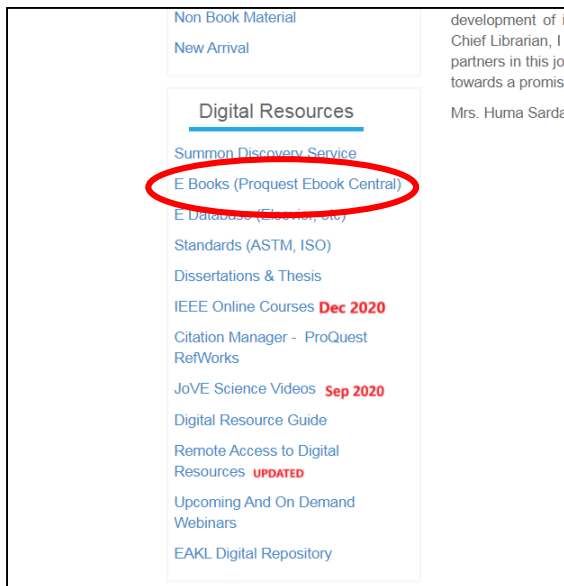 Non Book Material
New Arrival
Digital Resources
Summon Discovery Service
E Books (Proquest Ebook Central)
E Database (Elsevier, etc)
Standards (ASTM, ISO)
Dissertations & Thesis
IEEE Online Courses Dec 2020
Citation Manager - ProQuest
RefWorks
JoVE Science Videos Sep 2020
Digital Resource Guide
Remote Access to Digital
Resources UPDATED
Upcoming And On Demand
Webinars
EAKL Digital Repository
development of
Chief Librarian, I
partners in this
towards a
Mrs. Huma